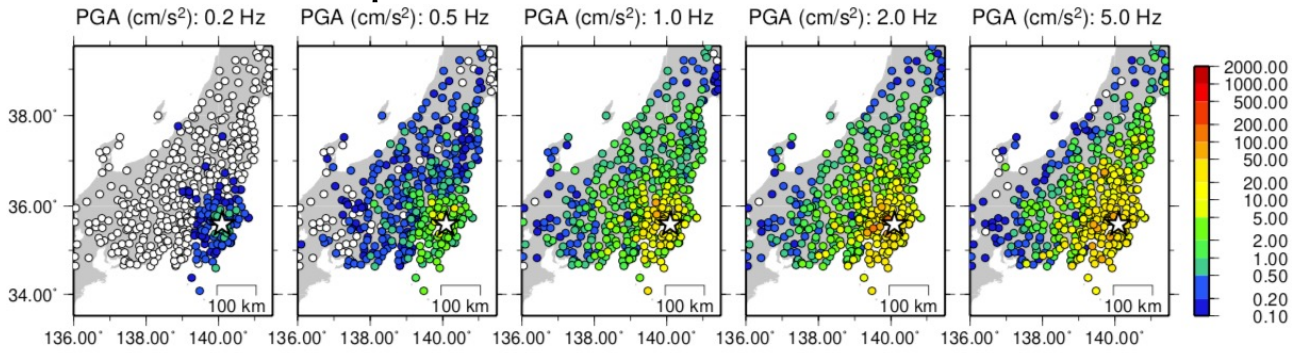 PGA (cm/s²): 0.2 Hz
PGA (cm/s²): 0.5 Hz
PGA (cm/s²): 1.0 Hz
PGA (cm/s²): 2.0 Hz
PGA (cm/s²): 5.0 Hz
38.00°
36.00°
34.00°
100 km
100 km
100 km
100 km
100 km
136.00° 138.00° 140.00°
136.00° 138.00° 140.00°
136.00° 138.00° 140.00°
136.00° 138.00° 140.00°
136.00° 138.00° 140.00°
2000.00
1000.00
500.00
200.00
100.00
50.00
20.00
10.00
5.00
2.00
1.00
0.50
0.20
0.10